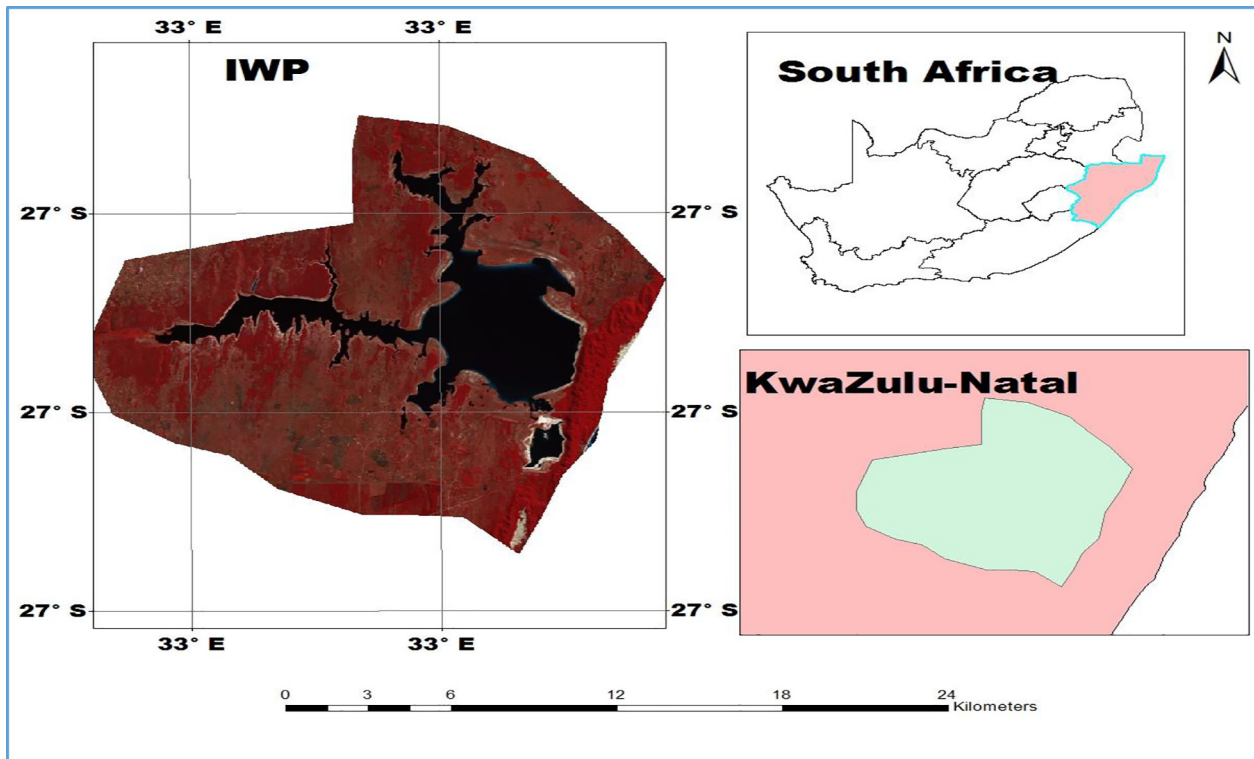 33° E 33° E
IWP
27° S 27° S
27° S 27° S
27° S 27° S
33° E 33° E
South Africa
N
KwaZulu-Natal
0 3 6 12 18 24
Kilometers